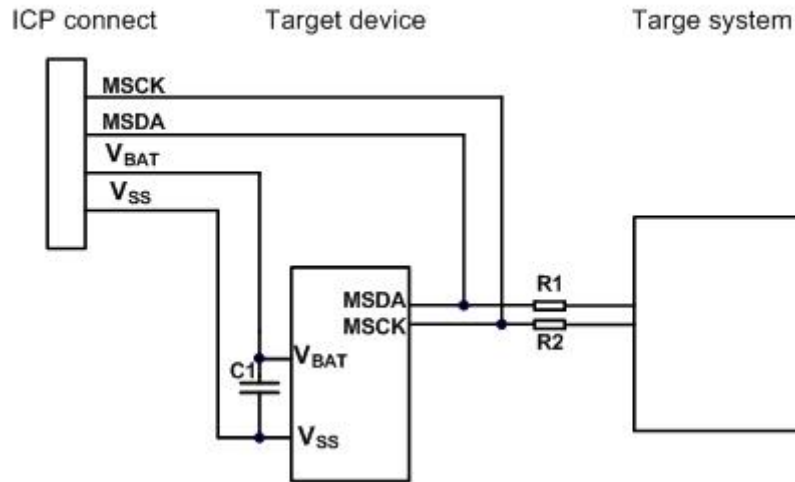 ICP connect Target device Targe system
MSCK
MSDA
VBAT
VSS
R1
MSDA
MSCK
R2
C1
VBAT
VSS